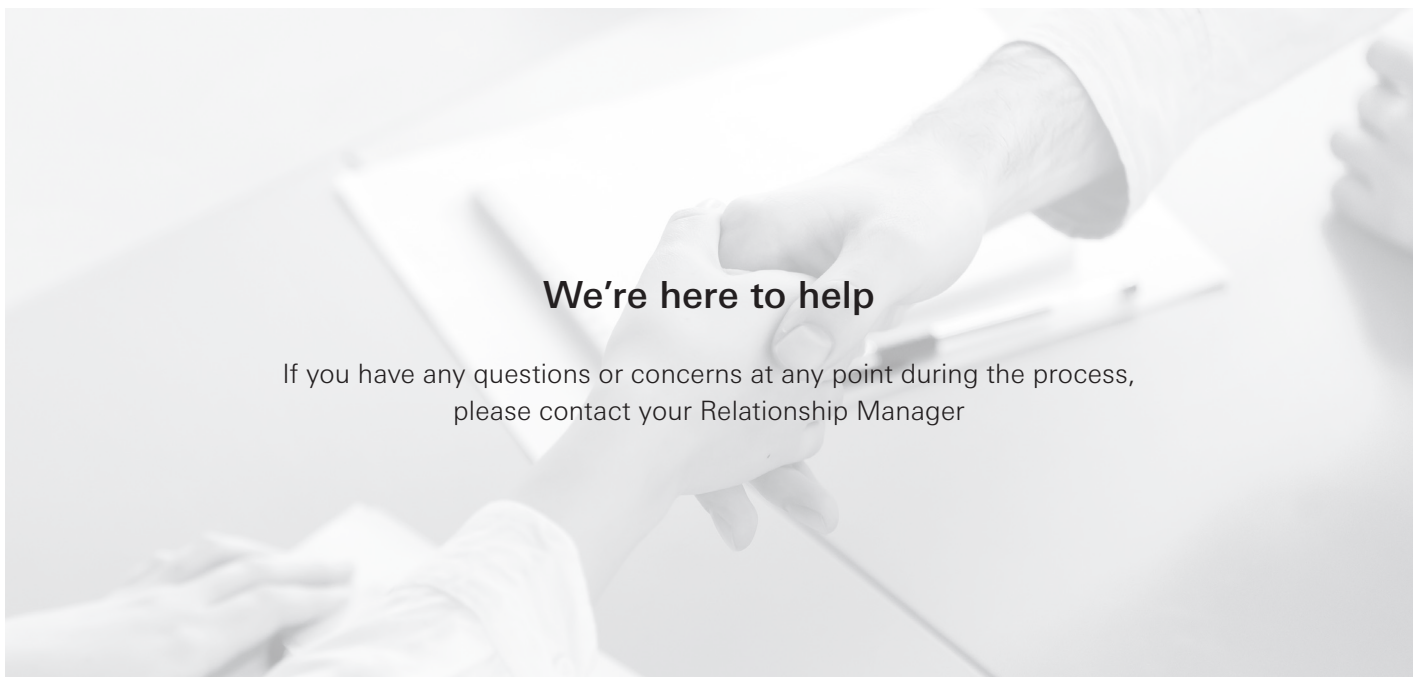 We’re here to help
If you have any questions or concerns at any point during the process,
please contact your Relationship Manager